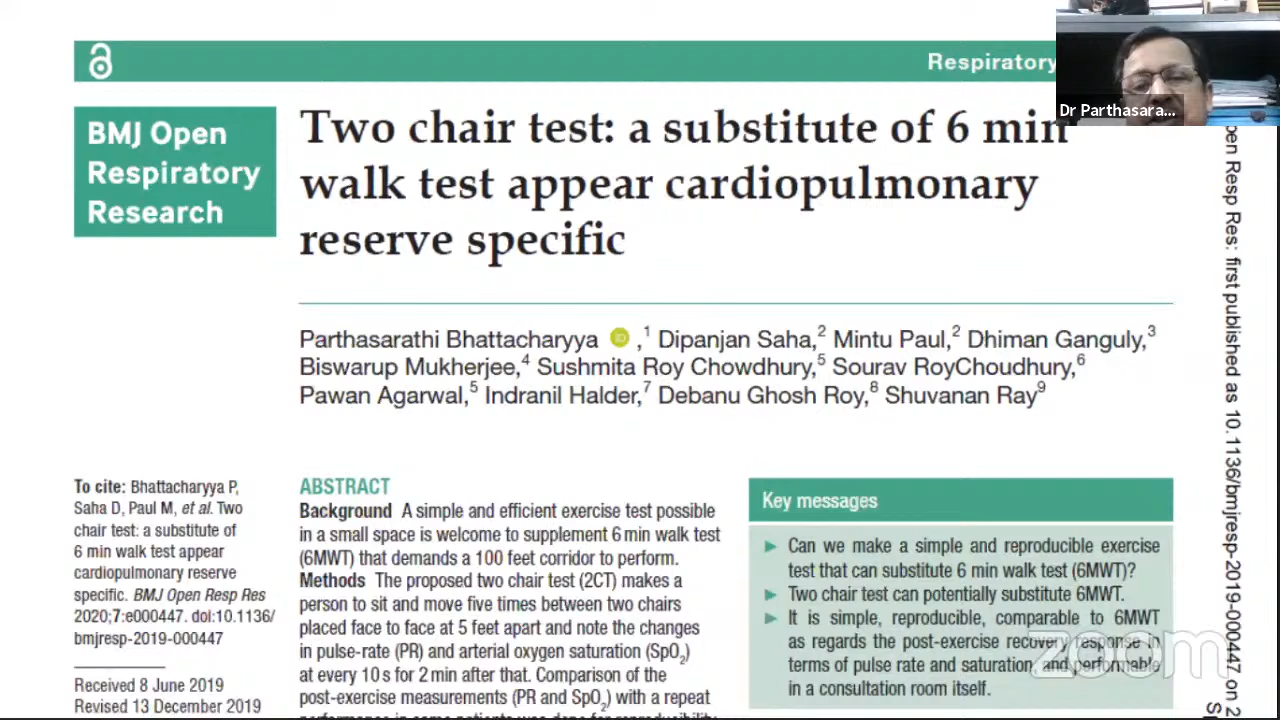 Respiratory
Dr Parthasara...
BMJ Open
Respiratory
Research
Two chair test: a substitute of 6 min
walk test appear cardiopulmonary
reserve specific
Parthasarathi Bhattacharyya iD ,1 Dipanjan Saha,2 Mintu Paul,2 Dhiman Ganguly,3
Biswarup Mukherjee,4 Sushmita Roy Chowdhury,5 Sourav RoyChoudhury,6
Pawan Agarwal,5 Indranil Halder,7 Debanu Ghosh Roy,8 Shuvanan Ray9
To cite: Bhattacharyya P,
Saha D, Paul M, et al. Two
chair test: a substitute of
6 min walk test appear
cardiopulmonary reserve
specific. BMJ Open Resp Res
2020;7:e000447. doi:10.1136/
bmjresp-2019-000447
Received 8 June 2019
Revised 13 December 2019
ABSTRACT
Background A simple and efficient exercise test possible
in a small space is welcome to supplement 6 min walk test
(6MWT) that demands a 100 feet corridor to perform.
Methods The proposed two chair test (2CT) makes a
person to sit and move five times between two chairs
placed face to face at 5 feet apart and note the changes
in pulse-rate (PR) and arterial oxygen saturation (SpO2)
at every 10 s for 2 min after that. Comparison of the
post-exercise measurements (PR and SpO2) with a repeat
performance in some patients was done for reproducibility
Key messages
► Can we make a simple and reproducible exercise
test that can substitute 6 min walk test (6MWT)?
► Two chair test can potentially substitute 6MWT.
► It is simple, reproducible, comparable to 6MWT
as regards the post-exercise recovery response in
terms of pulse rate and saturation and performable
in a consultation room itself.
zoom
pen Resp Res: first published as 10.1136/bmjresp-2019-000447 on 2
S